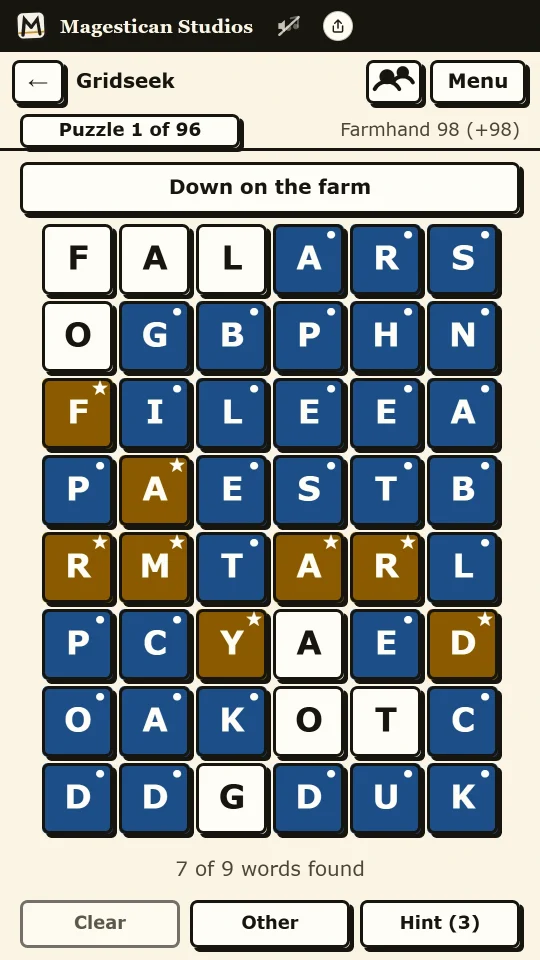 Magestican Studios
← Gridseek Menu
Puzzle 1 of 96 Farmhand 98 (+98)
Down on the farm
F A L A R S
O G B P H N
F I L E E A
P A E S T B
R M T A R L
P C Y A E D
O A K O T C
D D G D U K
7 of 9 words found
Clear Other Hint (3)